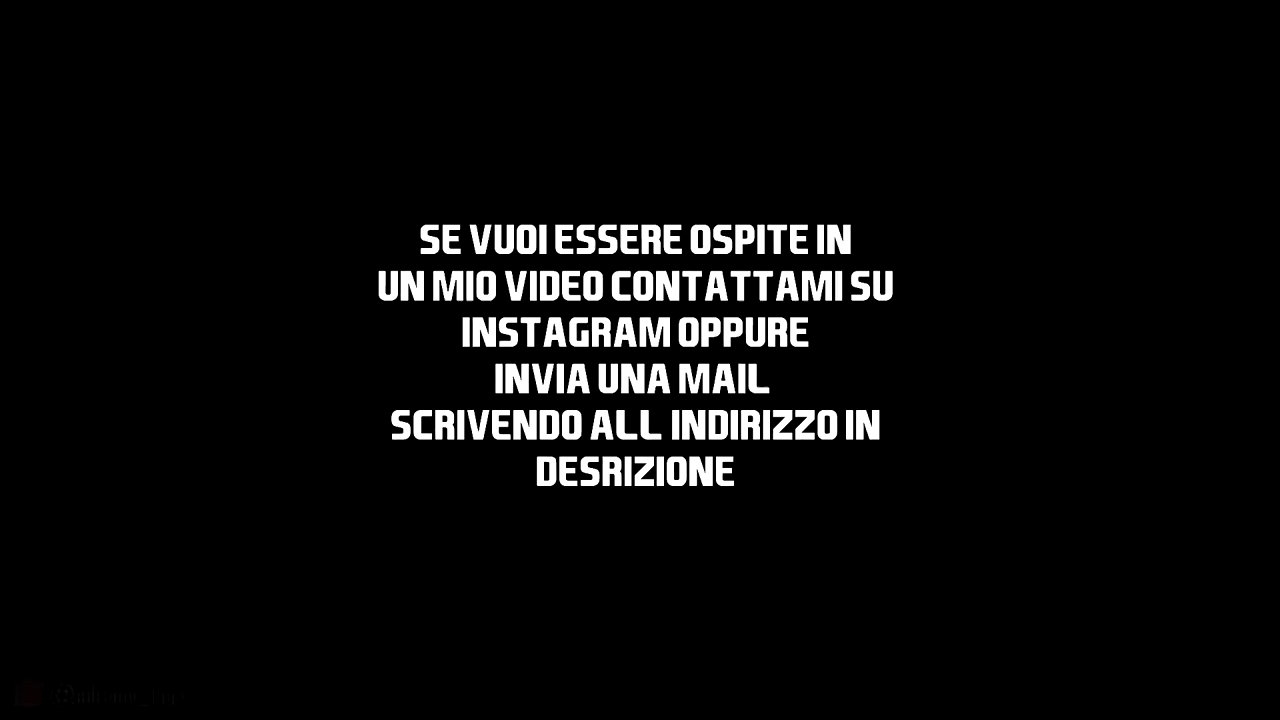 SE VUOI ESSERE OSPITE IN
UN MIO VIDEO CONTATTAMI SU
INSTAGRAM OPPURE
INVIA UNA MAIL
SCRIVENDO ALL INDIRIZZO IN
DESRIZIONE